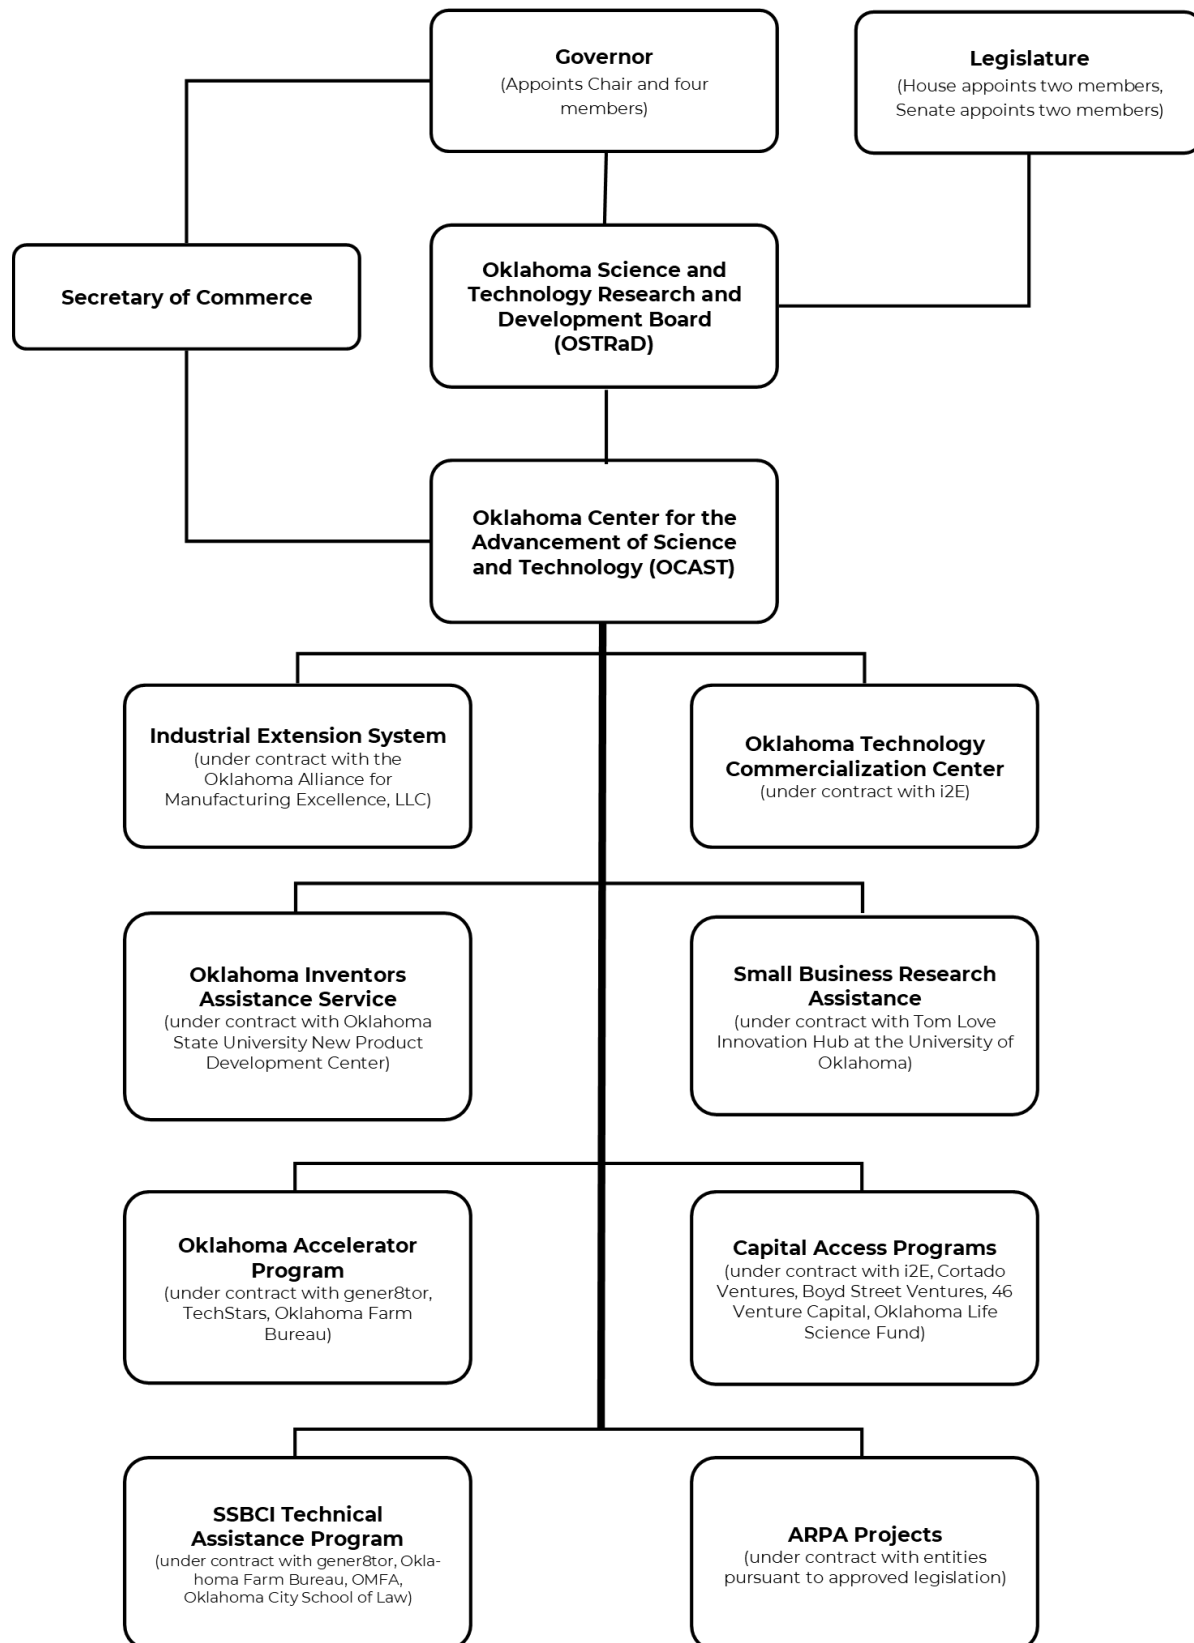 Governor
(Appoints Chair and four
members)
Legislature
(House appoints two members,
Senate appoints two members)
Secretary of Commerce
Oklahoma Science and
Technology Research and
Development Board
(OSTRaD)
Oklahoma Center for the
Advancement of Science
and Technology (OCAST)
Industrial Extension System
(under contract with the
Oklahoma Alliance for
Manufacturing Excellence, LLC)
Oklahoma Technology
Commercialization Center
(under contract with i2E)
Oklahoma Inventors
Assistance Service
(under contract with Oklahoma
State University New Product
Development Center)
Small Business Research
Assistance
(under contract with Tom Love
Innovation Hub at the University of
Oklahoma)
Oklahoma Accelerator
Program
(under contract with gener8tor,
TechStars, Oklahoma Farm
Bureau)
Capital Access Programs
(under contract with i2E, Cortado
Ventures, Boyd Street Ventures, 46
Venture Capital, Oklahoma Life
Science Fund)
SSBCI Technical
Assistance Program
(under contract with gener8tor, Okla-
homa Farm Bureau, OMFA,
Oklahoma City School of Law)
ARPA Projects
(under contract with entities
pursuant to approved legislation)